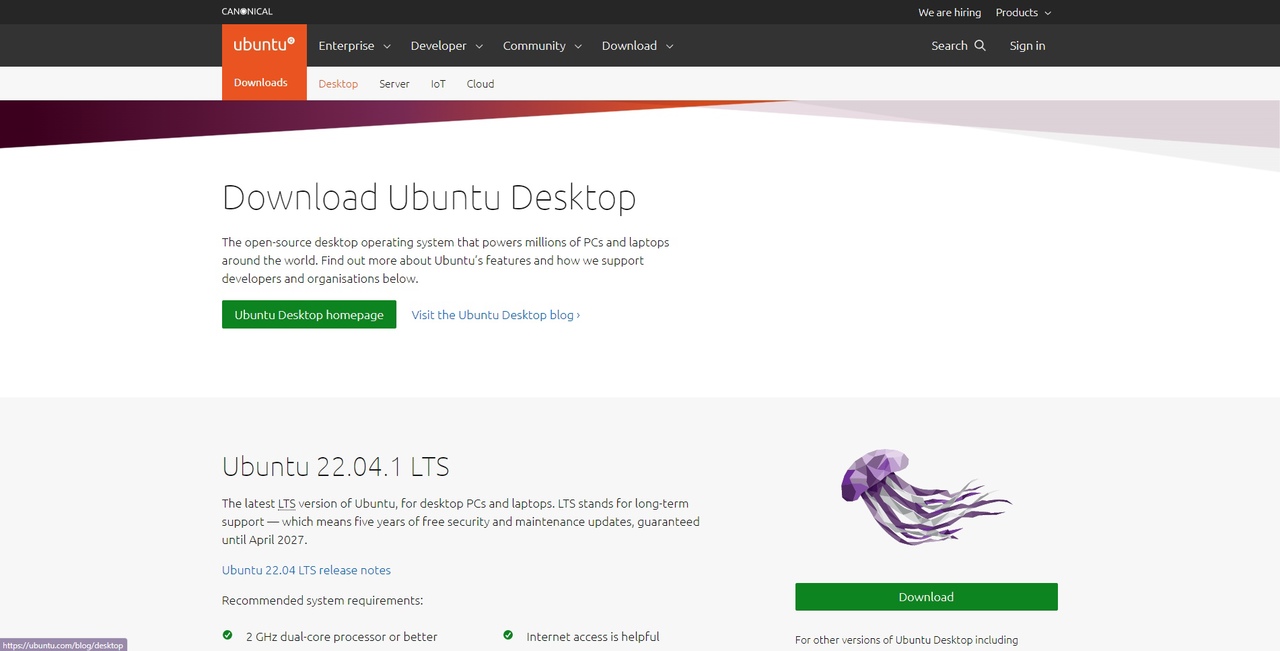 CANONICAL
We are hiring Products
ubuntu Enterprise Developer Community Download Search Sign in
Downloads Desktop Server IoT Cloud
Download Ubuntu Desktop
The open-source desktop operating system that powers millions of PCs and laptops
around the world. Find out more about Ubuntu's features and how we support
developers and organisations below.
Ubuntu Desktop homepage Visit the Ubuntu Desktop blog ›
Ubuntu 22.04.1 LTS
The latest LTS version of Ubuntu, for desktop PCs and laptops. LTS stands for long-term
support — which means five years of free security and maintenance updates, guaranteed
until April 2027.
Ubuntu 22.04 LTS release notes
Recommended system requirements:
2 GHz dual-core processor or better
Internet access is helpful
Download
For other versions of Ubuntu Desktop including
https://ubuntu.com/blog/desktop